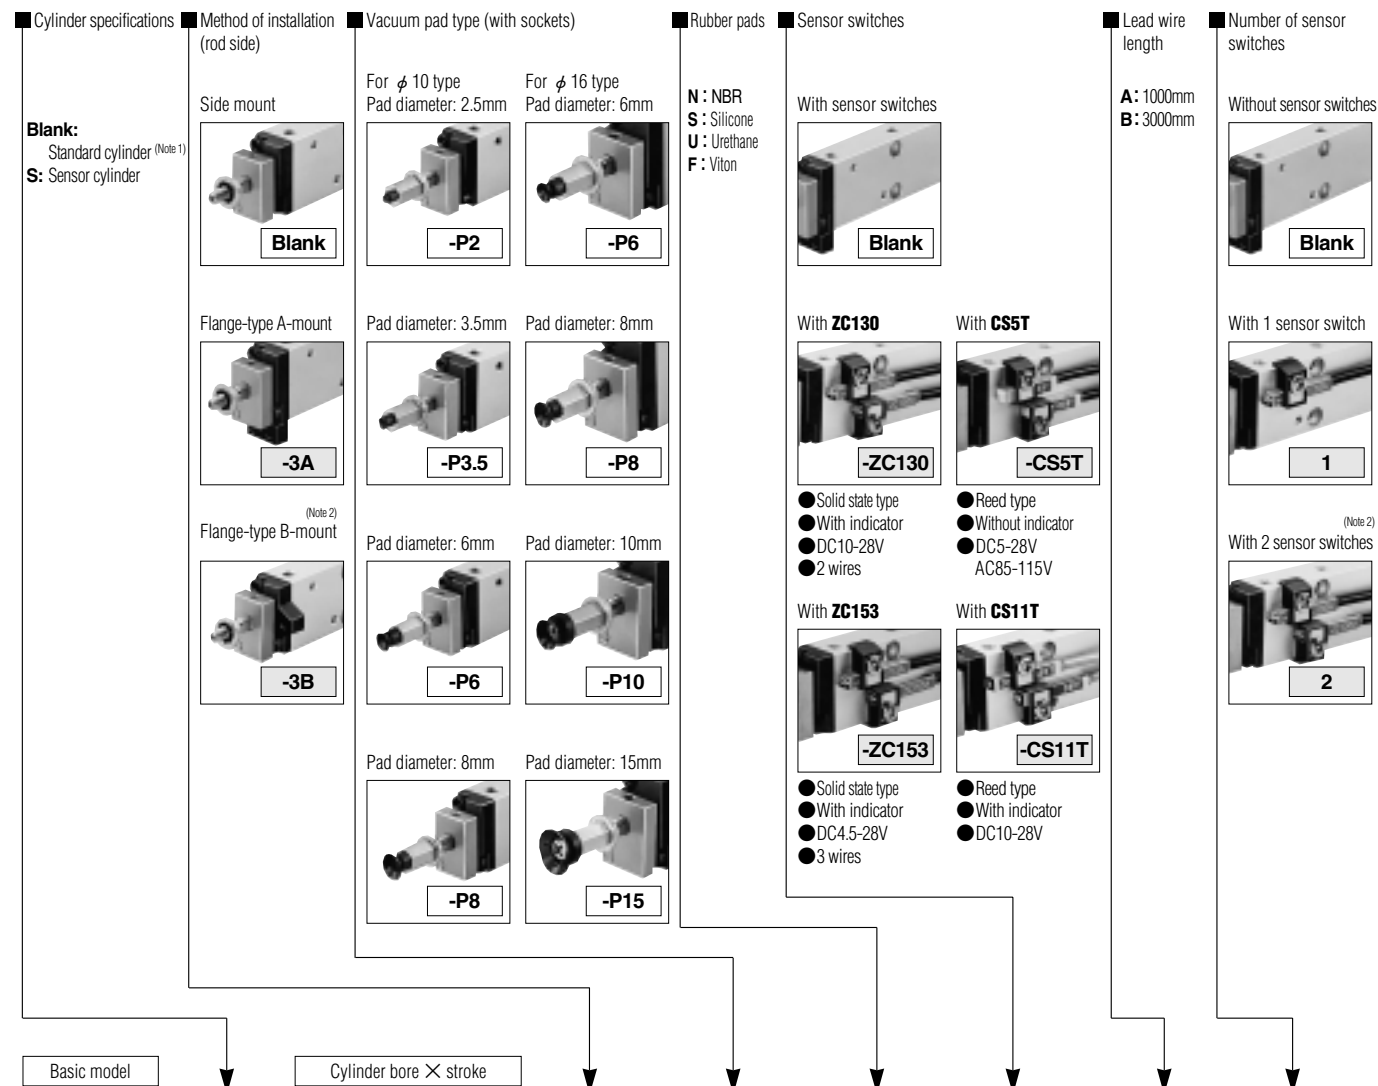 ■Cylinder specifications
Blank:
Standard cylinder (Note 1)
S: Sensor cylinder
■Method of installation
(rod side)
Side mount
Blank
Flange-type A-mount
-3A
(Note 2)
Flange-type B-mount
-3B
■Vacuum pad type (with sockets)
For ϕ 10 type
Pad diameter: 2.5mm
-P2
Pad diameter: 3.5mm
-P3.5
Pad diameter: 6mm
-P6
Pad diameter: 8mm
-P8
For ϕ 16 type
Pad diameter: 6mm
-P6
Pad diameter: 8mm
-P8
Pad diameter: 10mm
-P10
Pad diameter: 15mm
-P15
■Rubber pads
N: NBR
S: Silicone
U: Urethane
F: Viton
■Sensor switches
With sensor switches
Blank
With ZC130
-ZC130
●Solid state type
●With indicator
●DC10-28V
●2 wires
With CS5T
-CS5T
●Reed type
●Without indicator
●DC5-28V
AC85-115V
With ZC153
-ZC153
●Solid state type
●With indicator
●DC4.5-28V
●3 wires
With CS11T
-CS11T
●Reed type
●With indicator
●DC10-28V
■Lead wire
length
A: 1000mm
B: 3000mm
■Number of sensor
switches
Without sensor switches
Blank
With 1 sensor switch
1
(Note 2)
With 2 sensor switches
2
Basic model
Cylinder bore × stroke